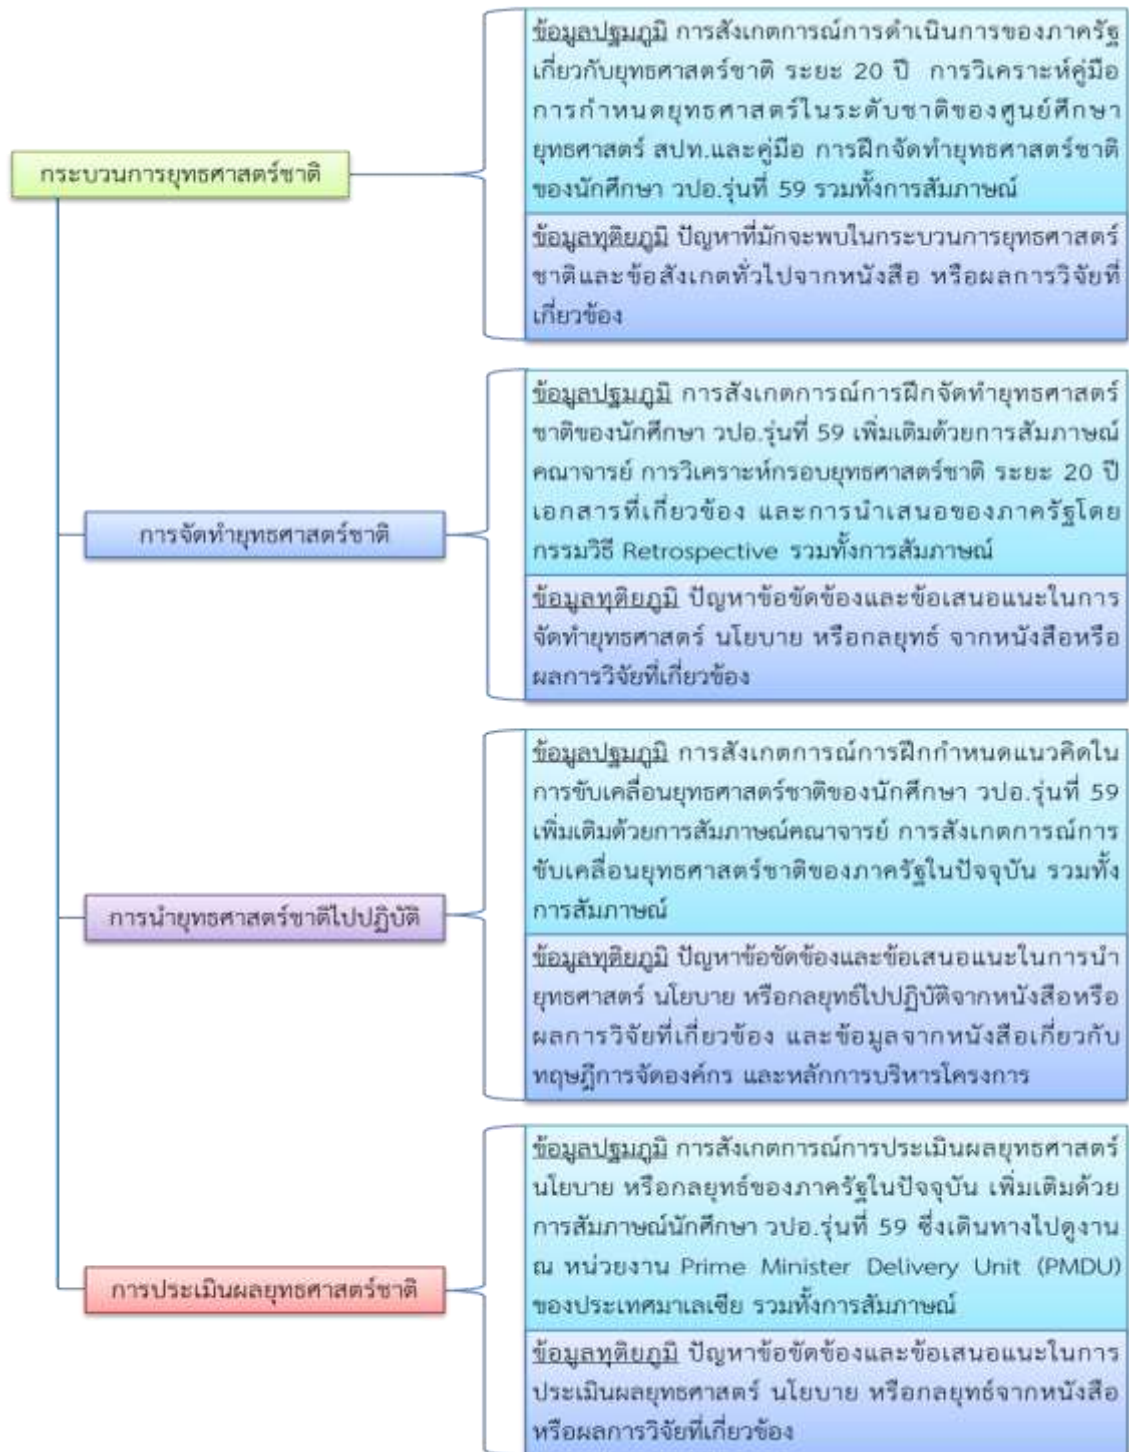 กระบวนการยุทธศาสตร์ชาติ
ข้อมูลปฐมภูมิ การสังเกตการณ์การดำเนินการของภาครัฐ
เกี่ยวกับยุทธศาสตร์ชาติ ระยะ 20 ปี การวิเคราะห์คู่มือ
การกำหนดยุทธศาสตร์ในระดับชาติของศูนย์ศึกษา
ยุทธศาสตร์ สปท.และคู่มือ การฝึกจัดทำยุทธศาสตร์ชาติ
ของนักศึกษา วปอ.รุ่นที่ 59 รวมทั้งการสัมภาษณ์
ข้อมูลทุติยภูมิ ปัญหาที่มักจะพบในกระบวนการยุทธศาสตร์
ชาติและข้อสังเกตทั่วไปจากหนังสือ หรือผลการวิจัยที่
เกี่ยวข้อง
การจัดทำยุทธศาสตร์ชาติ
ข้อมูลปฐมภูมิ การสังเกตการณ์การฝึกจัดทำยุทธศาสตร์
ชาติของนักศึกษา วปอ.รุ่นที่ 59 เพิ่มเติมด้วยการสัมภาษณ์
คณาจารย์ การวิเคราะห์กรอบยุทธศาสตร์ชาติ ระยะ 20 ปี
เอกสารที่เกี่ยวข้อง และการนำเสนอของภาครัฐโดย
กรรมวิธี Retrospective รวมทั้งการสัมภาษณ์
ข้อมูลทุติยภูมิ ปัญหาข้อขัดข้องและข้อเสนอแนะในการ
จัดทำยุทธศาสตร์ นโยบาย หรือกลยุทธ์ จากหนังสือหรือ
ผลการวิจัยที่เกี่ยวข้อง
การนำยุทธศาสตร์ชาติไปปฏิบัติ
ข้อมูลปฐมภูมิ การสังเกตการณ์การฝึกกำหนดแนวคิดใน
การขับเคลื่อนยุทธศาสตร์ชาติของนักศึกษา วปอ.รุ่นที่ 59
เพิ่มเติมด้วยการสัมภาษณ์คณาจารย์ การสังเกตการณ์การ
ขับเคลื่อนยุทธศาสตร์ชาติของภาครัฐในปัจจุบัน รวมทั้ง
การสัมภาษณ์
ข้อมูลทุติยภูมิ ปัญหาข้อขัดข้องและข้อเสนอแนะในการนำ
ยุทธศาสตร์ นโยบาย หรือกลยุทธ์ไปปฏิบัติจากหนังสือหรือ
ผลการวิจัยที่เกี่ยวข้อง และข้อมูลจากหนังสือเกี่ยวกับ
ทฤษฎีการจัดองค์กร และหลักการบริหารโครงการ
การประเมินผลยุทธศาสตร์ชาติ
ข้อมูลปฐมภูมิ การสังเกตการณ์การประเมินผลยุทธศาสตร์
นโยบาย หรือกลยุทธ์ของภาครัฐในปัจจุบัน เพิ่มเติมด้วย
การสัมภาษณ์นักศึกษา วปอ.รุ่นที่ 59 ซึ่งเดินทางไปดูงาน
ณ หน่วยงาน Prime Minister Delivery Unit (PMDU)
ของประเทศมาเลเซีย รวมทั้งการสัมภาษณ์
ข้อมูลทุติยภูมิ ปัญหาข้อขัดข้องและข้อเสนอแนะในการ
ประเมินผลยุทธศาสตร์ นโยบาย หรือกลยุทธ์จากหนังสือ
หรือผลการวิจัยที่เกี่ยวข้อง